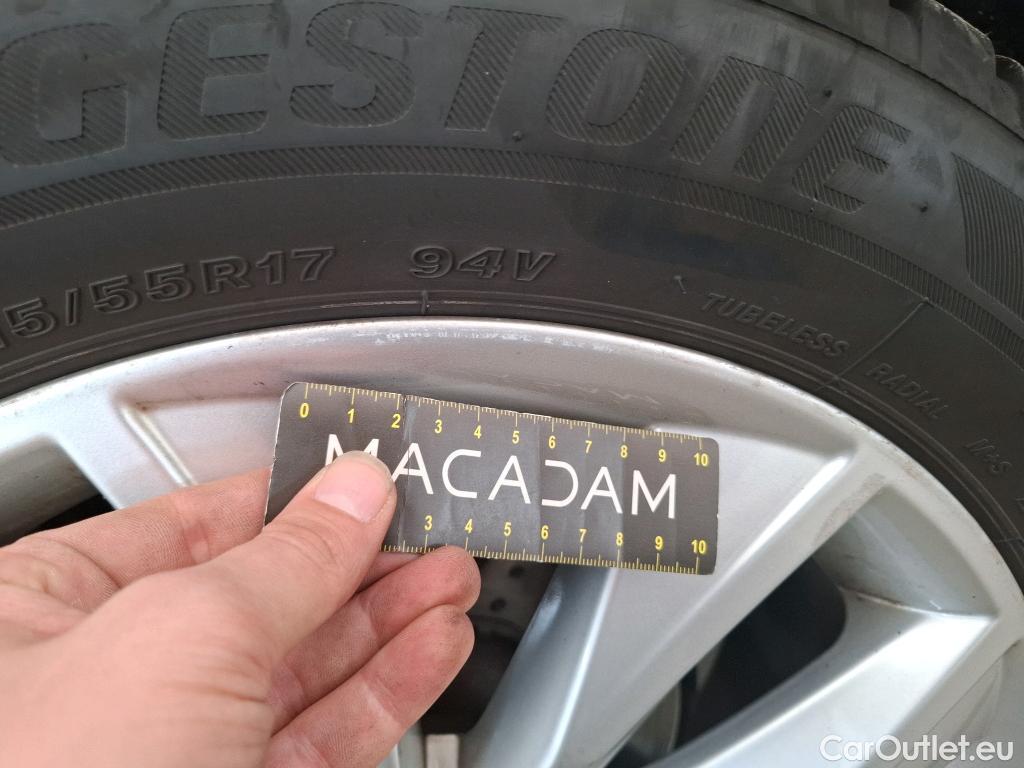 GESTONE
15/55R17 94V
TUBELESS
RADIAL M+S
0 1 2 3 4 5 6 7 8 9 10
MACADAM
3 4 5 6 7 8 9 10
CarOutlet.eu